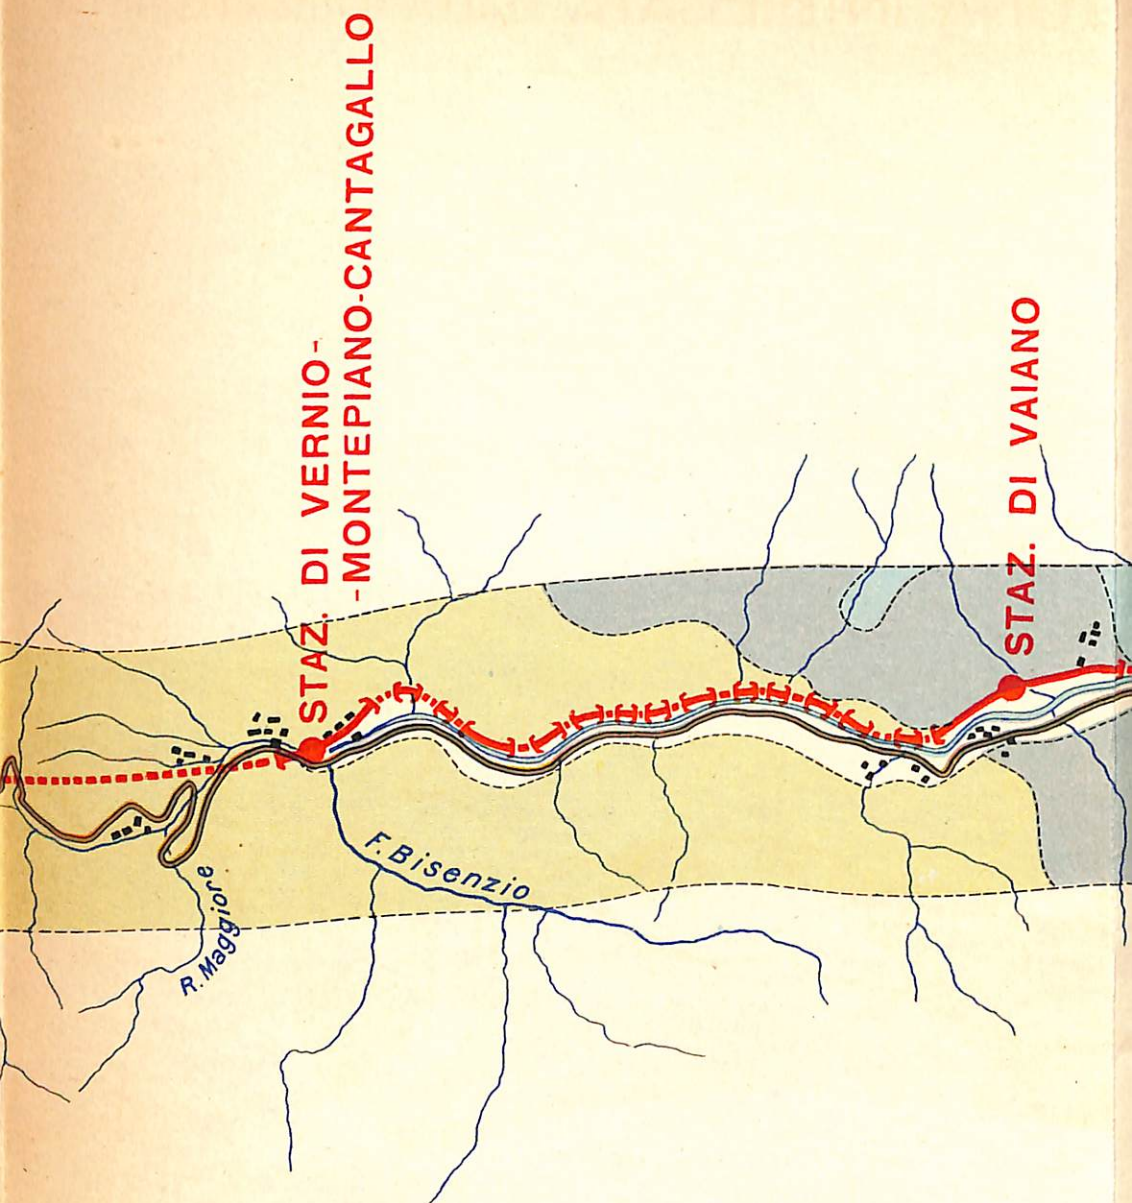 STAZ. DI VERNIO-
-MONTEPIANO-CANTAGALLO
STAZ. DI VAIANO
F. Bisenzio
R. Maggiore